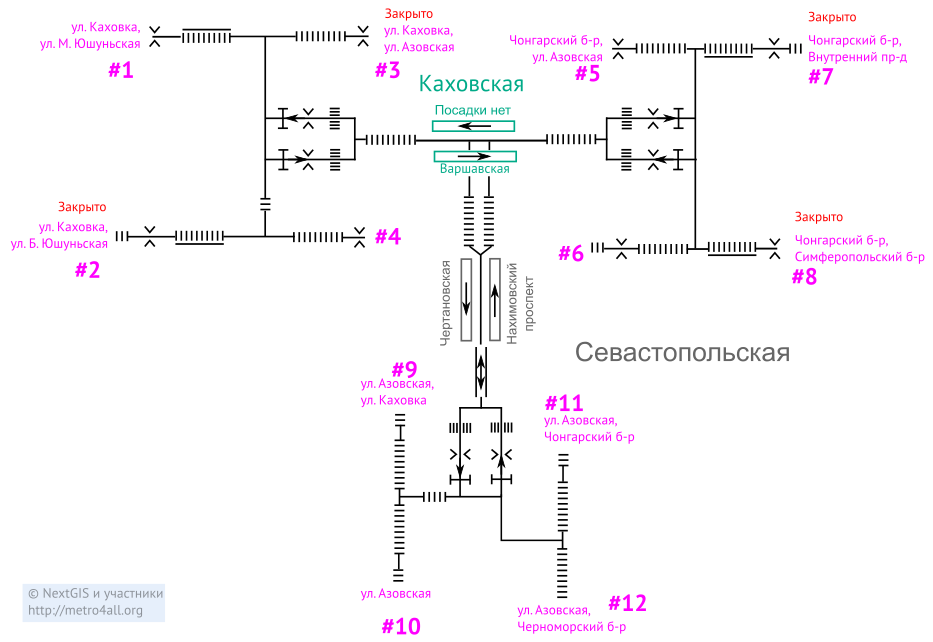 ул. Каховка,
ул. М. Юшуньская
#1
Закрыто
ул. Каховка,
ул. Азовская
#3
Чонгарский б-р,
ул. Азовская
#5
Закрыто
Чонгарский б-р,
Внутренний пр-д
#7
Каховская
Посадки нет
Варшавская
Закрыто
ул. Каховка,
ул. Б. Юшуньская
#2
#4
#6
Закрыто
Чонгарский б-р,
Симферопольский б-р
#8
Чертановская
Нахимовский
проспект
Севастопольская
#9
ул. Азовская,
ул. Каховка
#11
ул. Азовская,
Чонгарский б-р
ул. Азовская
#10
#12
ул. Азовская,
Черноморский б-р
© NextGIS и участники
http://metro4all.org